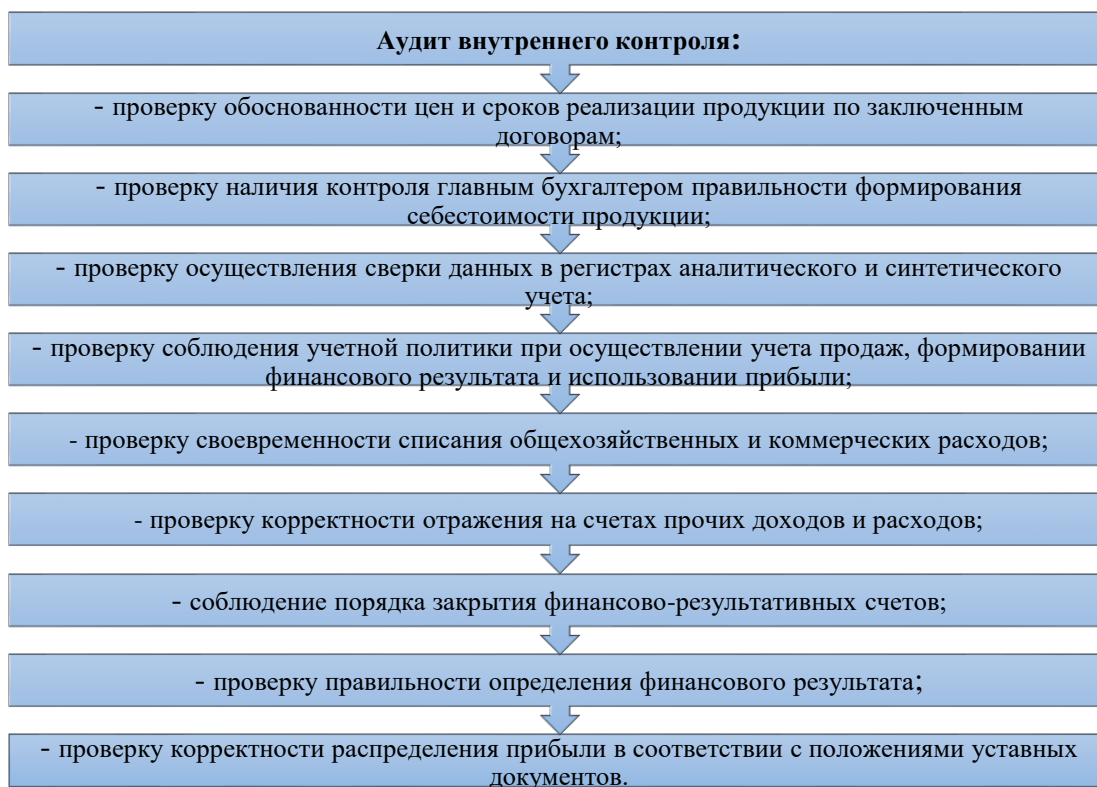 Аудит внутреннего контроля:
- проверку обоснованности цен и сроков реализации продукции по заключенным
договорам;
- проверку наличия контроля главным бухгалтером правильности формирования
себестоимости продукции;
- проверку осуществления сверки данных в регистрах аналитического и синтетического
учета;
- проверку соблюдения учетной политики при осуществлении учета продаж, формировании
финансового результата и использовании прибыли;
- проверку своевременности списания общехозяйственных и коммерческих расходов;
- проверку корректности отражения на счетах прочих доходов и расходов;
- соблюдение порядка закрытия финансово-результативных счетов;
- проверку правильности определения финансового результата;
- проверку корректности распределения прибыли в соответствии с положениями уставных
документов.